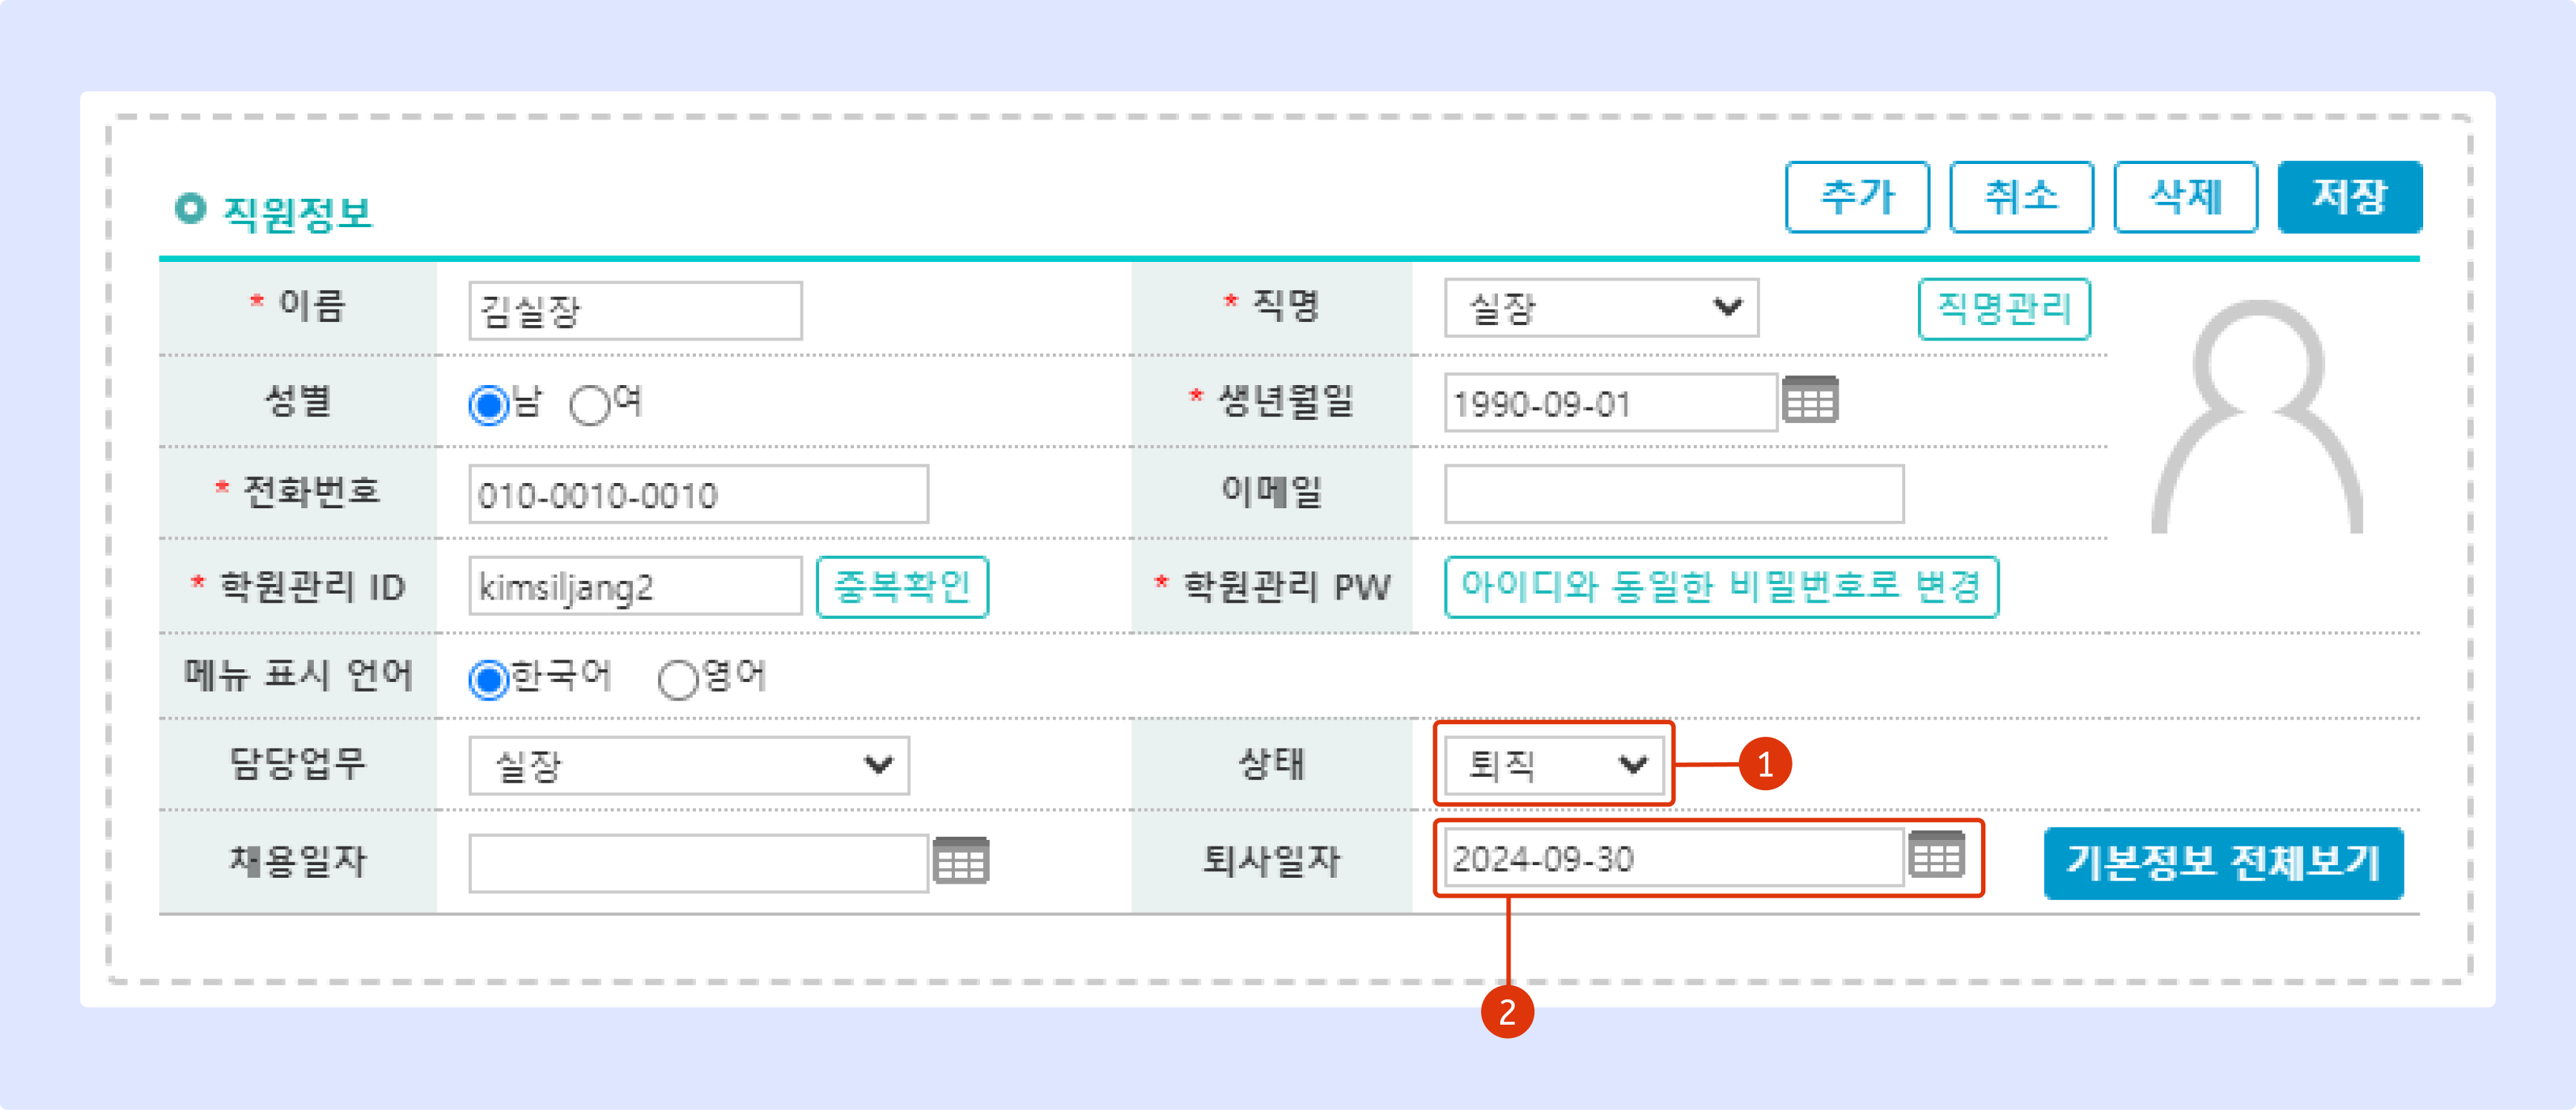 직원정보 추가 취소 삭제 저장
* 이름 김실장 * 직명 실장 직명관리
성별 남 여 * 생년월일 1990-09-01
* 전화번호 010-0010-0010 이메일
* 학원관리 ID kimsiljang2 중복확인 * 학원관리 PW 아이디와 동일한 비밀번호로 변경
메뉴 표시 언어 한국어 영어
담당업무 실장 상태 퇴직 1
채용일자 퇴사일자 2024-09-30 기본정보 전체보기
2